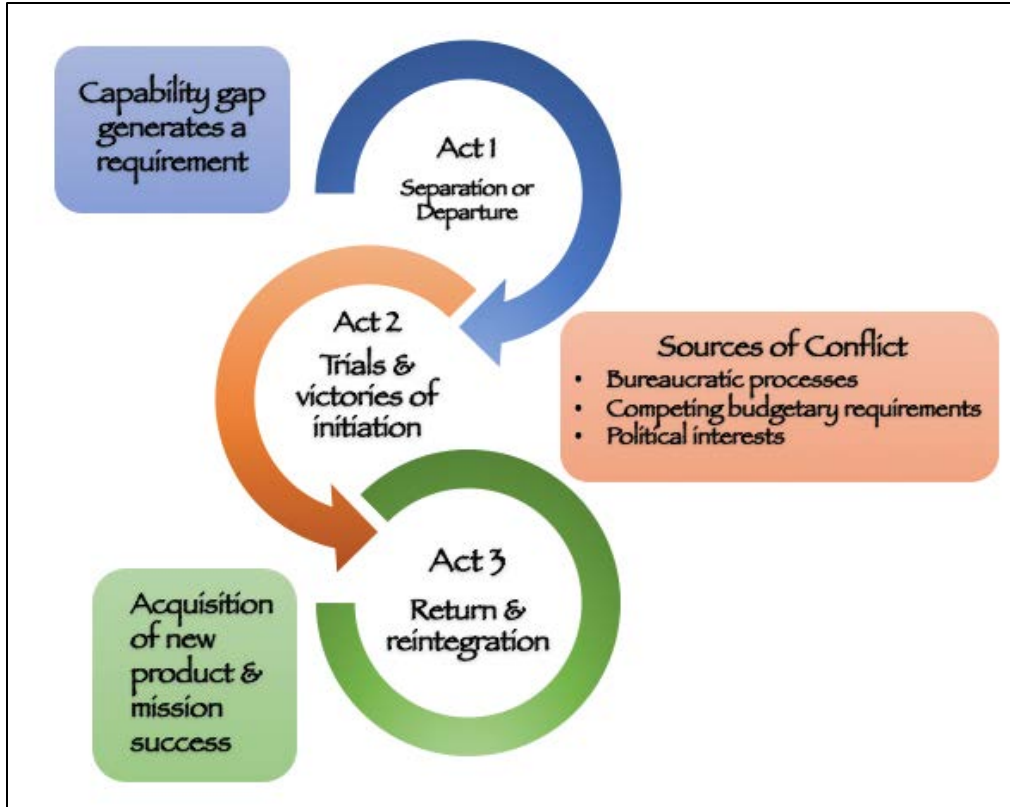 Capability gap
generates a
requirement
Act 1
Separation or
Departure
Act 2
Trials &
victories of
initiation
Sources of Conflict
• Bureaucratic processes
• Competing budgetary requirements
• Political interests
Act 3
Return &
reintegration
Acquisition
of new
product &
mission
success